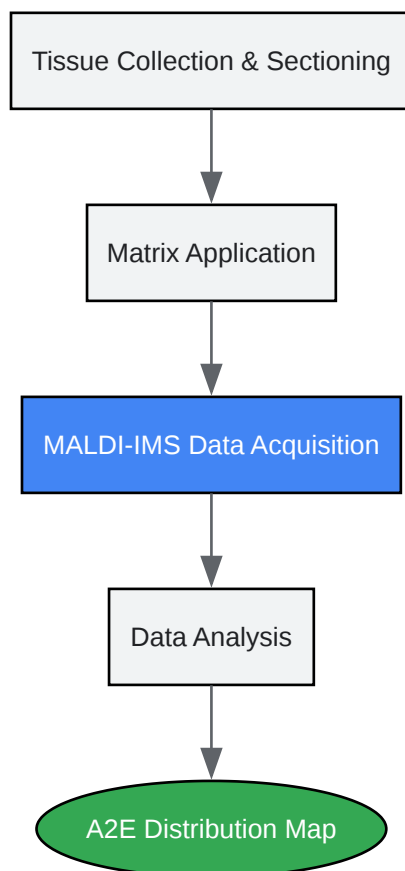 Tissue Collection & Sectioning
Matrix Application
MALDI-IMS Data Acquisition
Data Analysis
A2E Distribution Map